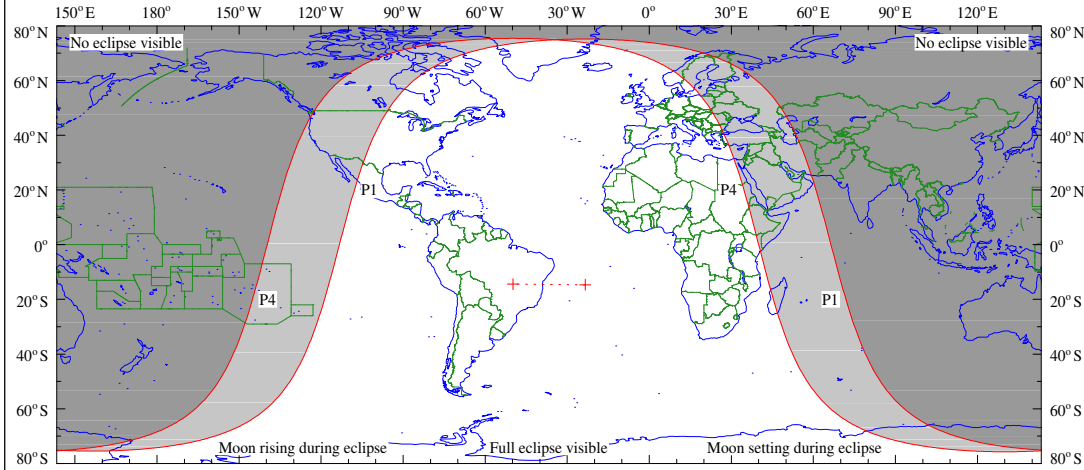 150° E 180° 150° W 120° W 90° W 60° W 30° W 0° 30° E 60° E 90° E 120° E
80° N 80° N
No eclipse visible No eclipse visible
60° N 60° N
40° N 40° N
20° N P1 P4 20° N
0° 0°
20° S P4 P1 20° S
40° S 40° S
60° S 60° S
Moon rising during eclipse Full eclipse visible Moon setting during eclipse
80° S 80° S